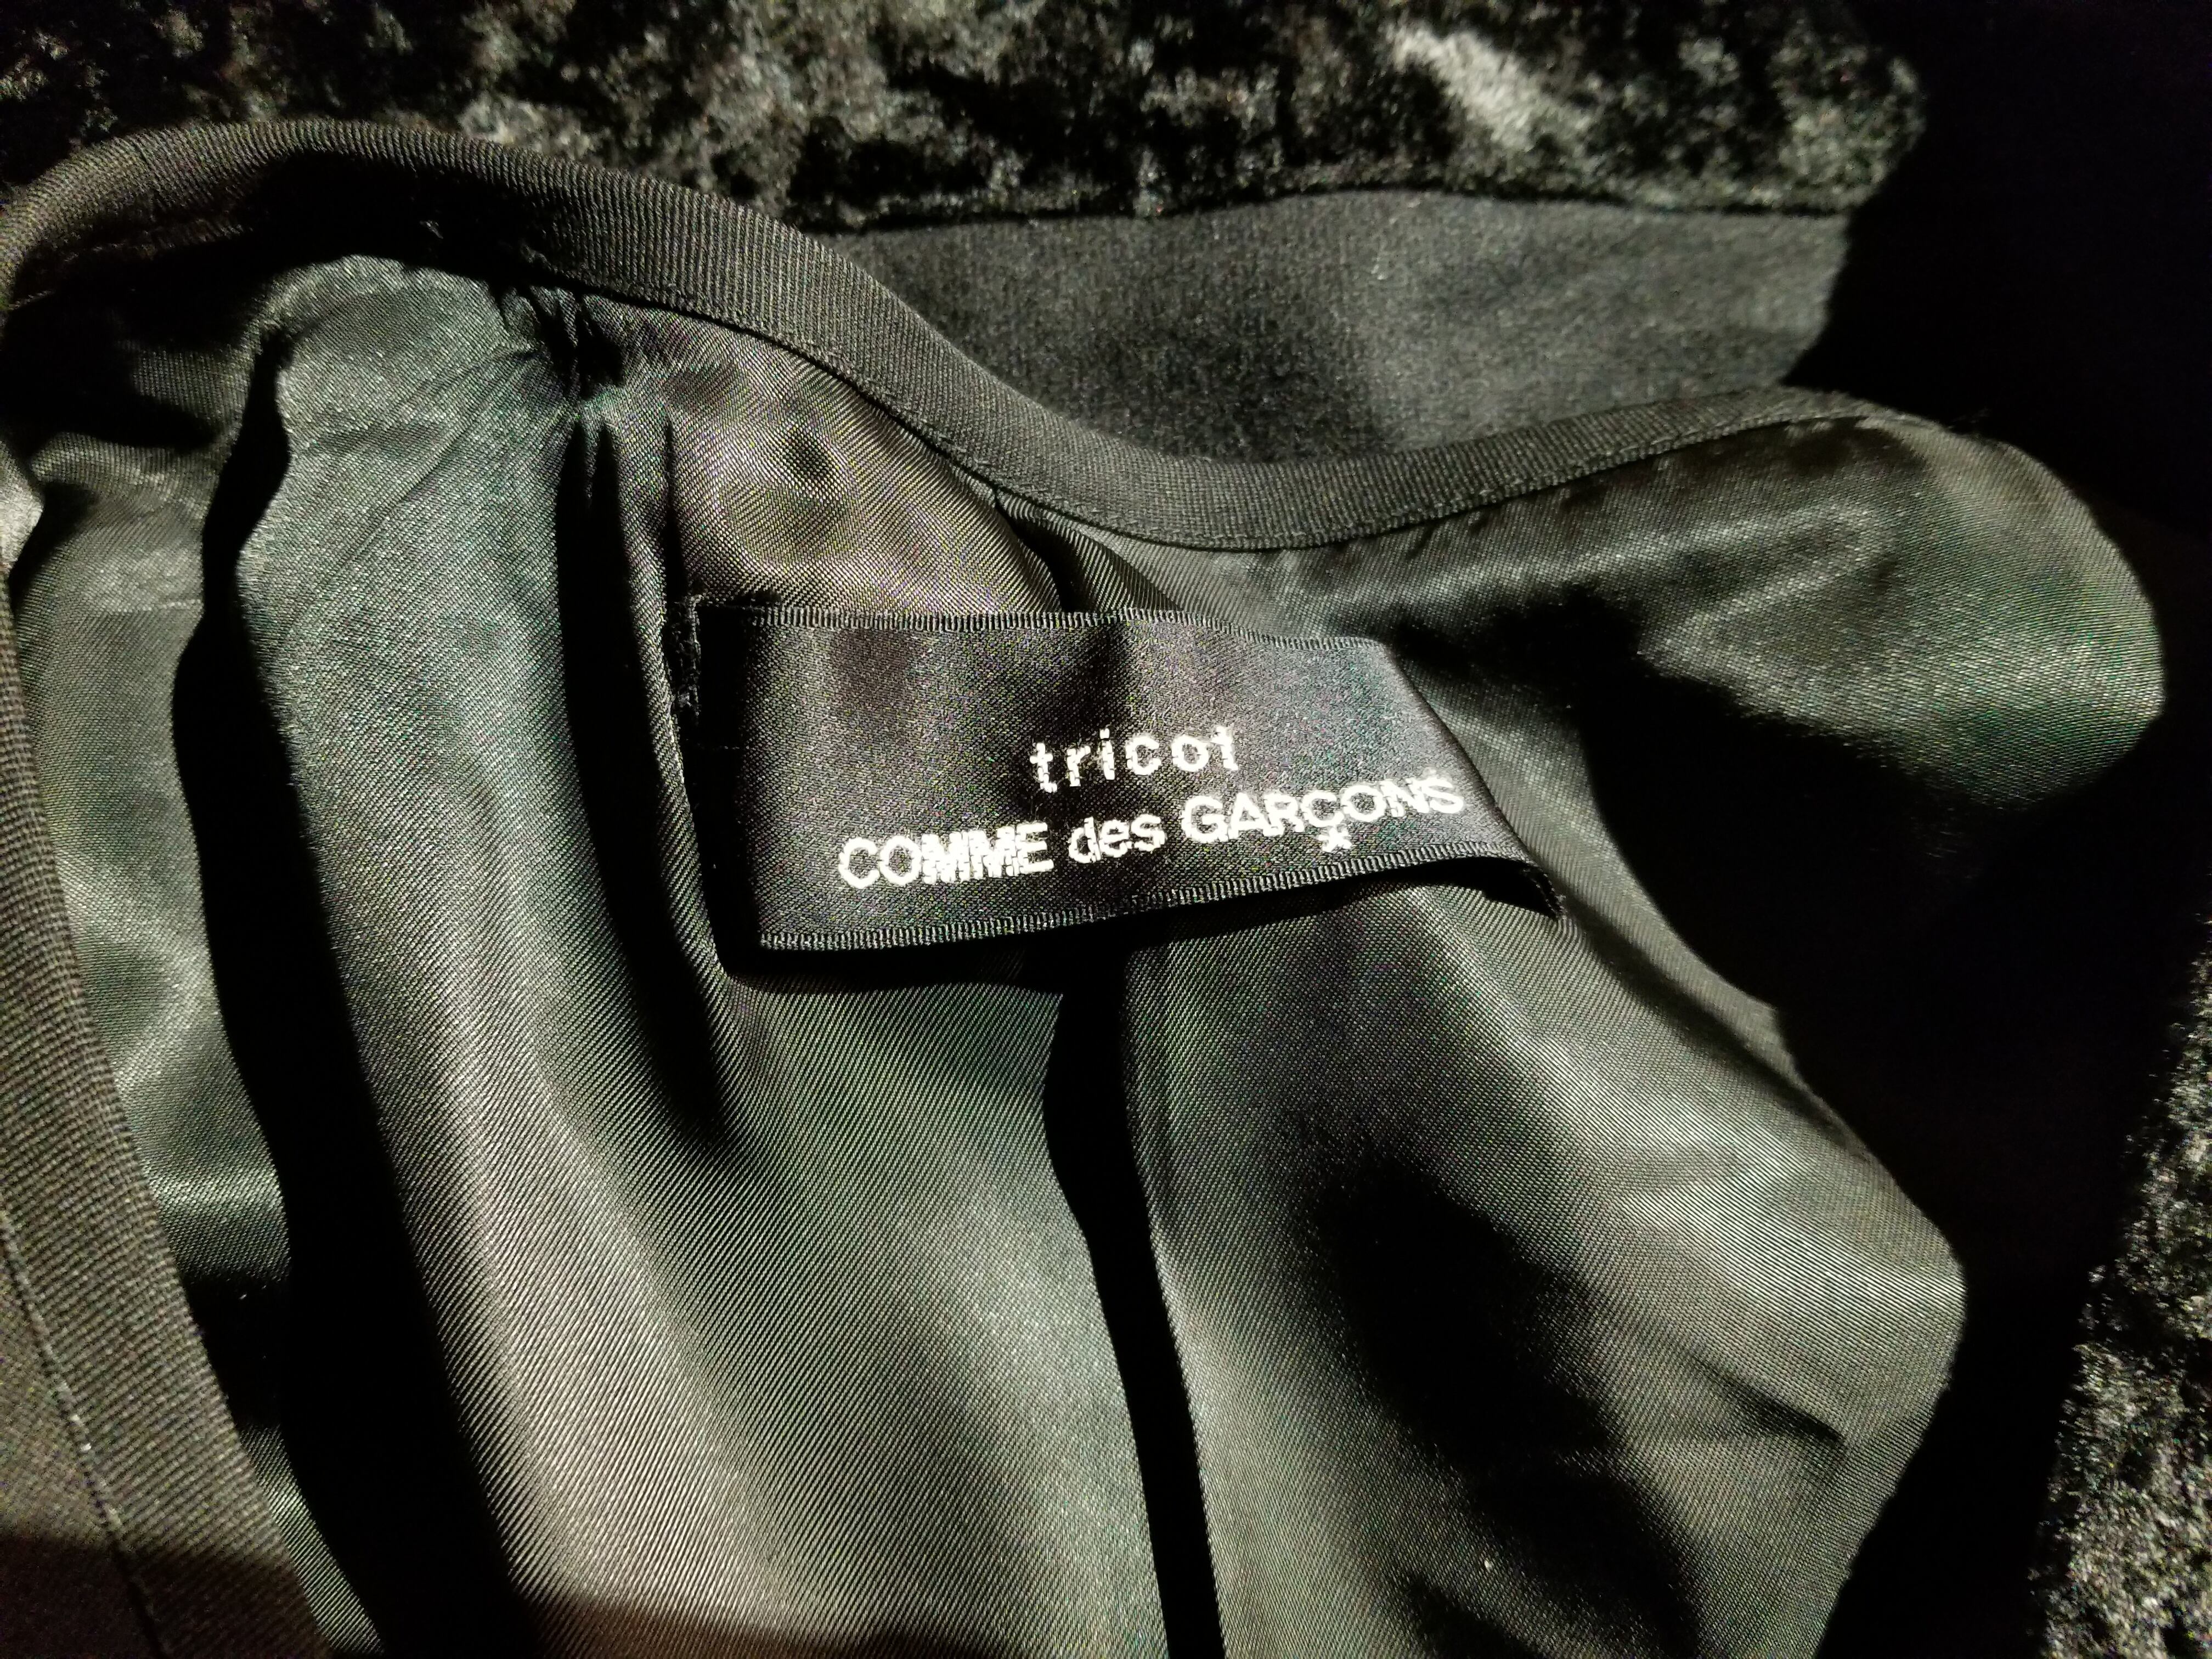 tricot
COMME des GARÇONS